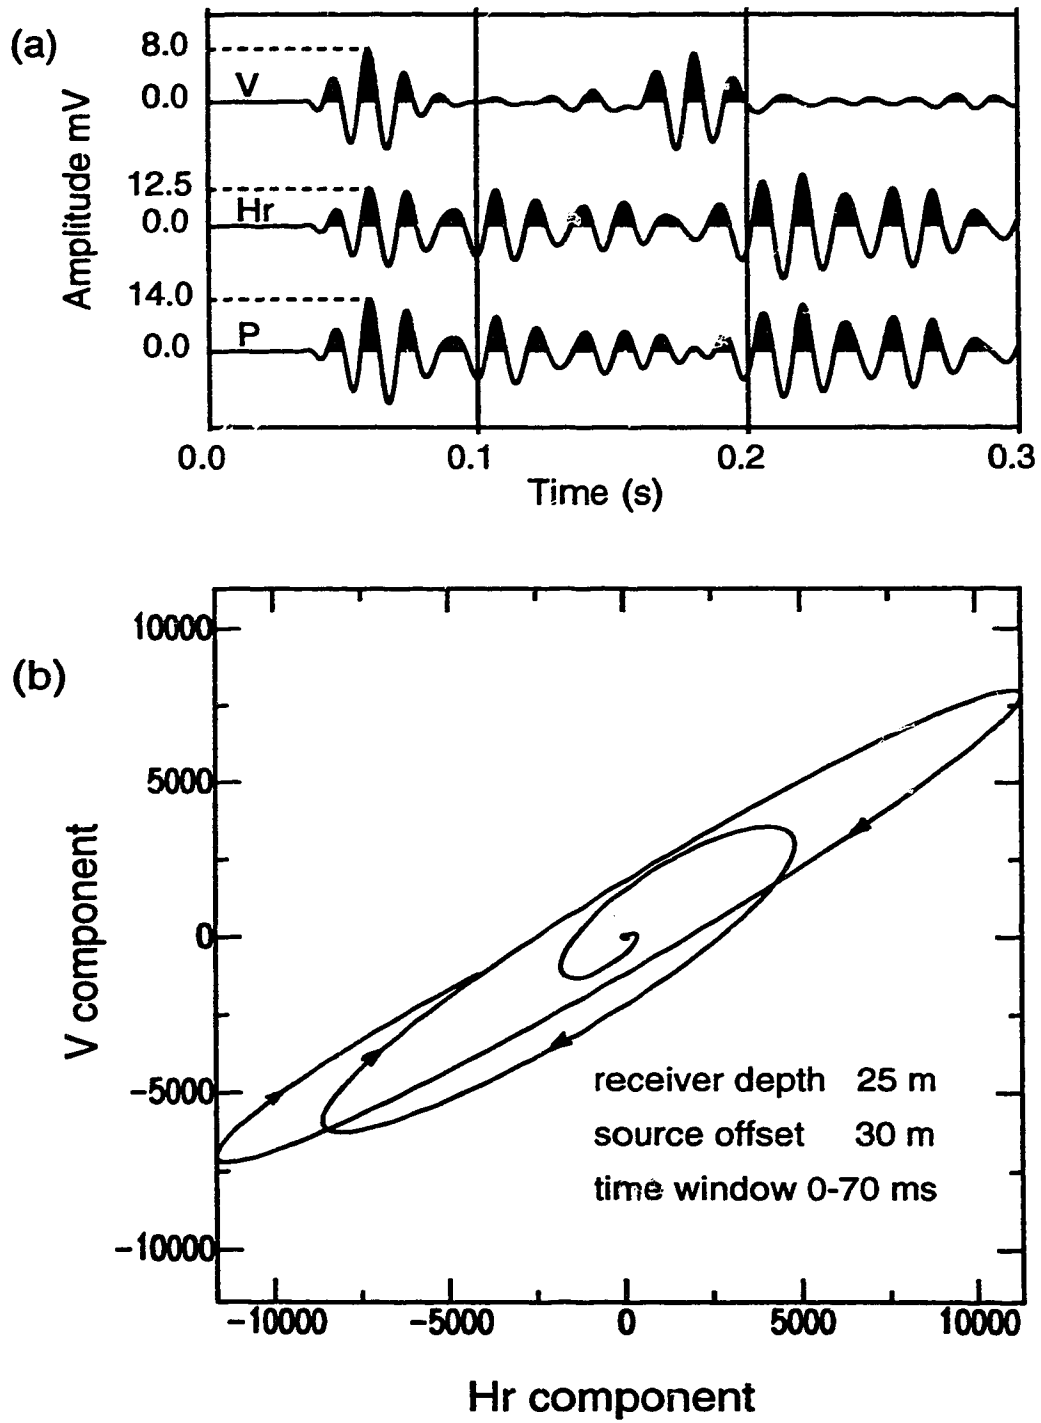 (a)
Amplitude mV
8.0
0.0
V
12.5
0.0
Hr
14.0
0.0
P
0.0 0.1 0.2 0.3
Time (s)
(b)
V component
10000
5000
0
-5000
-10000
receiver depth 25 m
source offset 30 m
time window 0-70 ms
-10000 -5000 0 5000 10000
Hr component